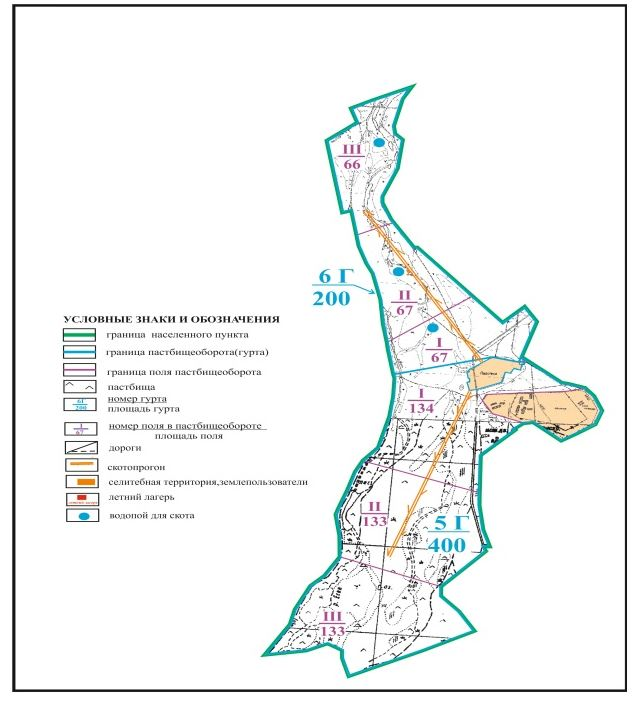 III
66
6 Г
200
II
67
I
67
I
134
II
133
5 Г
400
III
133
УСЛОВНЫЕ ЗНАКИ И ОБОЗНАЧЕНИЯ
граница населенного пункта
граница пастбищеоборота(гурта)
граница поля пастбищеоборота
пастбища
6Г
200
номер гурта
площадь гурта
I
67
номер поля в пастбищеобороте
площадь поля
дороги
скотопрогон
селитебная территория,землепользователи
летний лагерь
водопой для скота